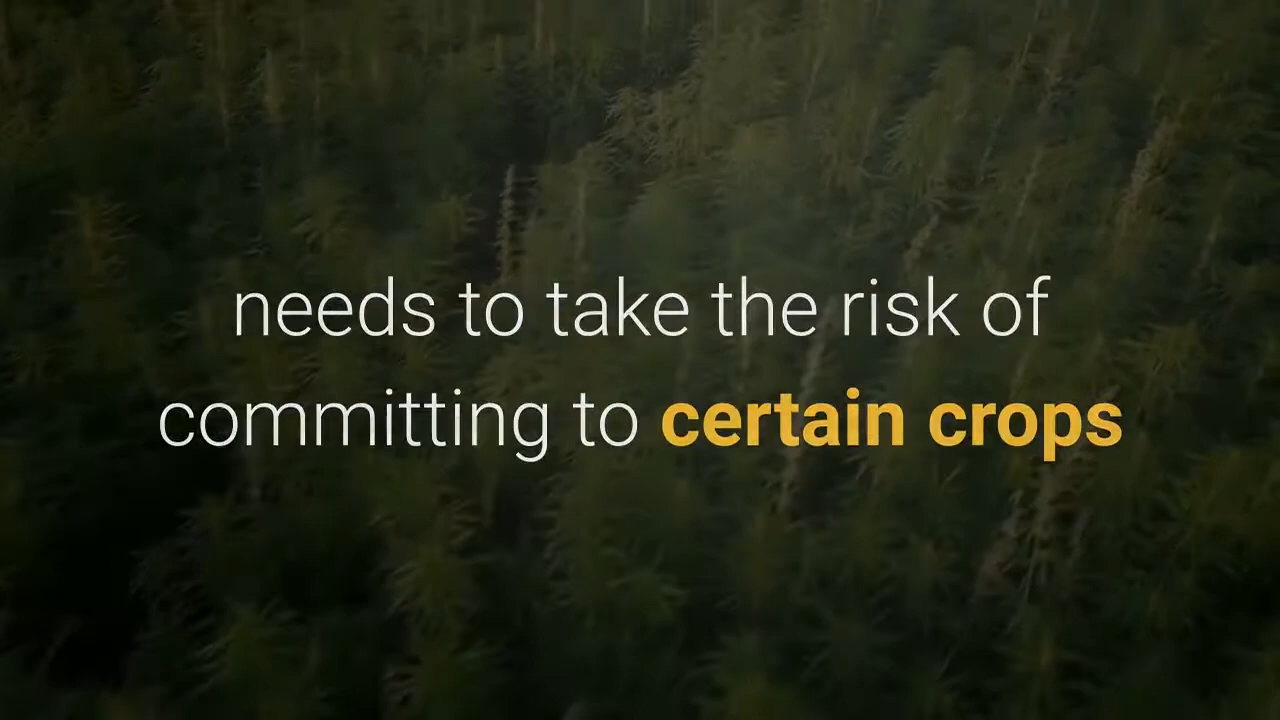 needs to take the risk of
committing to certain crops